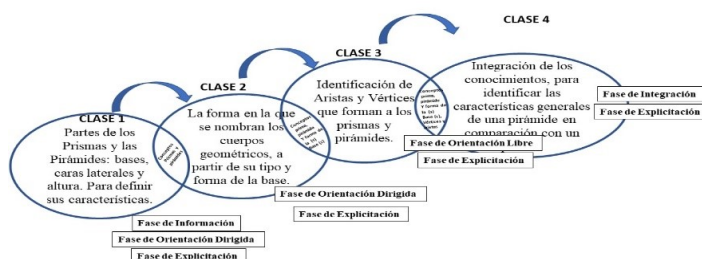 CLASE 1
Partes de los
Prismas y las
Pirámides: bases,
caras laterales y
altura. Para definir
sus características.
Fase de Información
Fase de Orientación Dirigida
Fase de Explicitación
CLASE 2
La forma en la que
se nombran los
cuerpos
geométricos, a
partir de su tipo y
forma de la base.
Fase de Orientación Dirigida
Fase de Explicitación
CLASE 3
Identificación de
Aristas y Vértices
que forman a los
prismas y
pirámides.
Fase de Orientación Libre
Fase de Explicitación
CLASE 4
Integración de los
conocimientos, para
identificar las
características generales
de una pirámide en
comparación con un
Fase de Integración
Fase de Explicitación